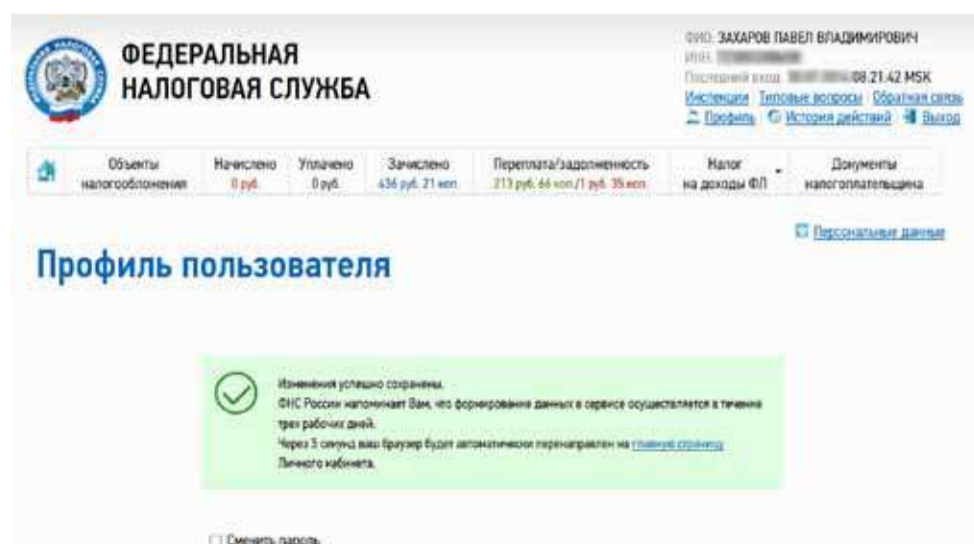 ФЕДЕРАЛЬНАЯ
НАЛОГОВАЯ СЛУЖБА
ФИО: ЗАХАРОВ ПАВЕЛ ВЛАДИМИРОВИЧ
ИНН:
Последний вход: 08:21:42 MSK
Инспекции Типовые вопросы Обратная связь
Профиль История действий Выход
Объекты налогообложения
Начислено
0 руб.
Уплачено
0 руб.
Зачислено
436 руб. 21 коп.
Переплата/задолженность
213 руб. 66 коп./1 руб. 35 коп.
Налог
на доходы ФЛ
Документы
налогоплательщика
Персональные данные
Профиль пользователя
Изменения успешно сохранены.
ФНС России напоминает Вам, что формирование данных в сервисе осуществляется в течение
трех рабочих дней.
Через 3 секунд ваш браузер будет автоматически перенаправлен на главную страницу
Личного кабинета.
Сменить пароль